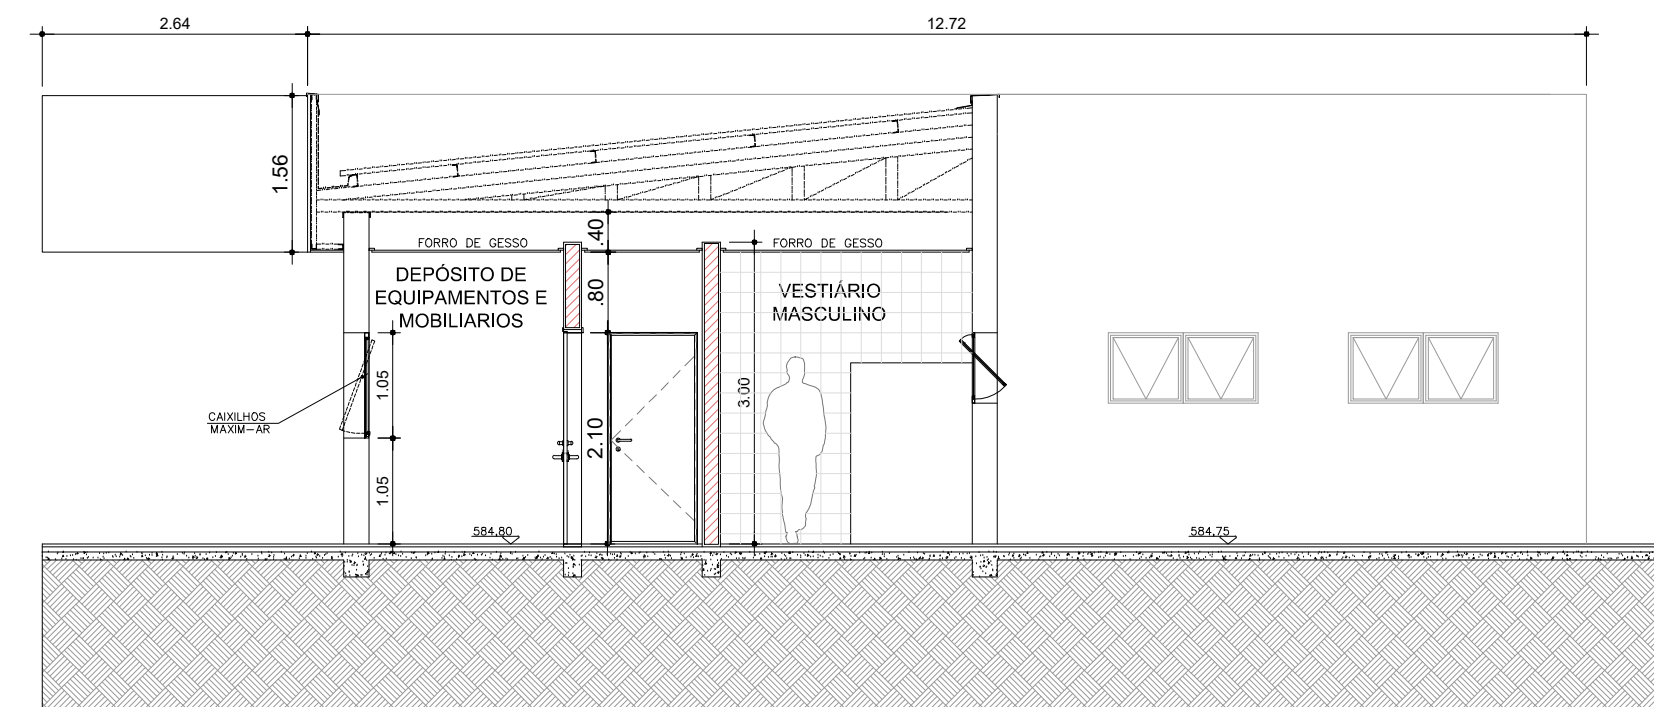 2.64
12.72
1.56
.40
FORRO DE GESSO
FORRO DE GESSO
DEPÓSITO DE
EQUIPAMENTOS E
MOBILIARIOS
.80
VESTIÁRIO
MASCULINO
1.05
3.00
CAIXILHOS
MAXIM-AR
2.10
1.05
584,80
584,75